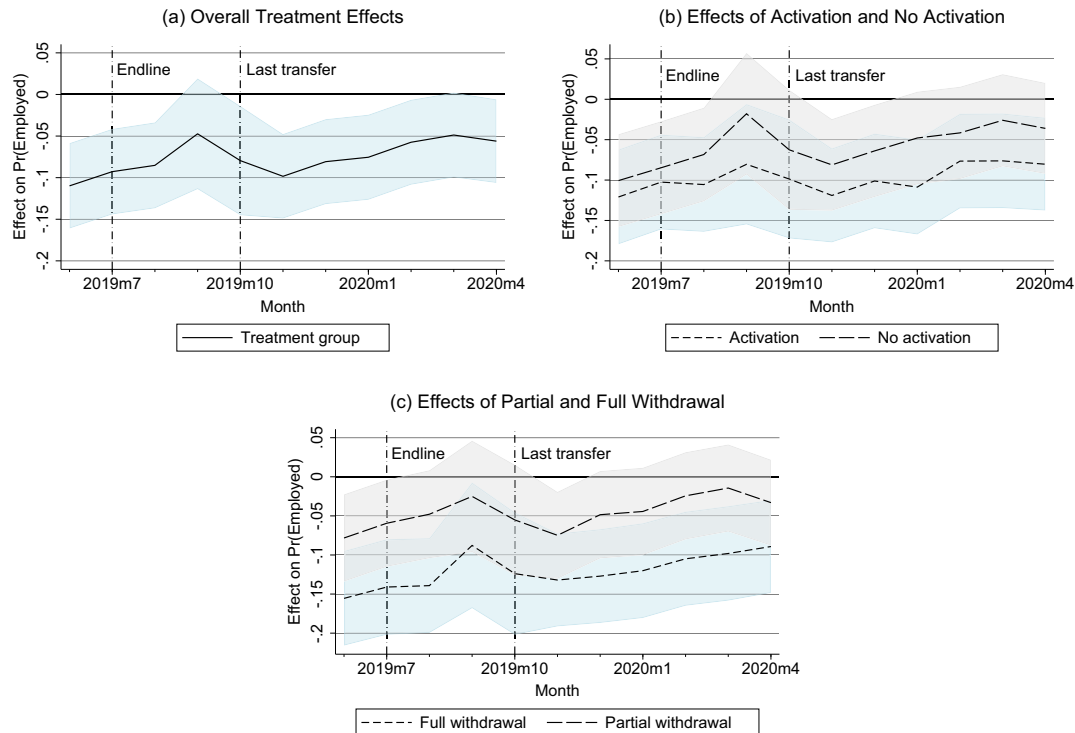 (a) Overall Treatment Effects
Effect on Pr(Employed)
.05
0
-.05
-.1
-.15
-.2
Endline
Last transfer
2019m7
2019m10
2020m1
2020m4
Month
Treatment group
(b) Effects of Activation and No Activation
Effect on Pr(Employed)
.05
0
-.05
-.1
-.15
-.2
Endline
Last transfer
2019m7
2019m10
2020m1
2020m4
Month
Activation
No activation
(c) Effects of Partial and Full Withdrawal
Effect on Pr(Employed)
.05
0
-.05
-.1
-.15
-.2
Endline
Last transfer
2019m7
2019m10
2020m1
2020m4
Month
Full withdrawal
Partial withdrawal